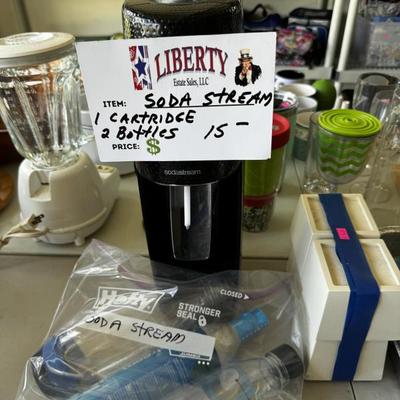 LIBERTY
Estate Sales, LLC
ITEM: SODA STREAM
1 CARTRIDGE
2 Bottles 15-
PRICE: $
sodastream
Hefty
CLOSED
STRONGER
SEAL
SODA STREAM